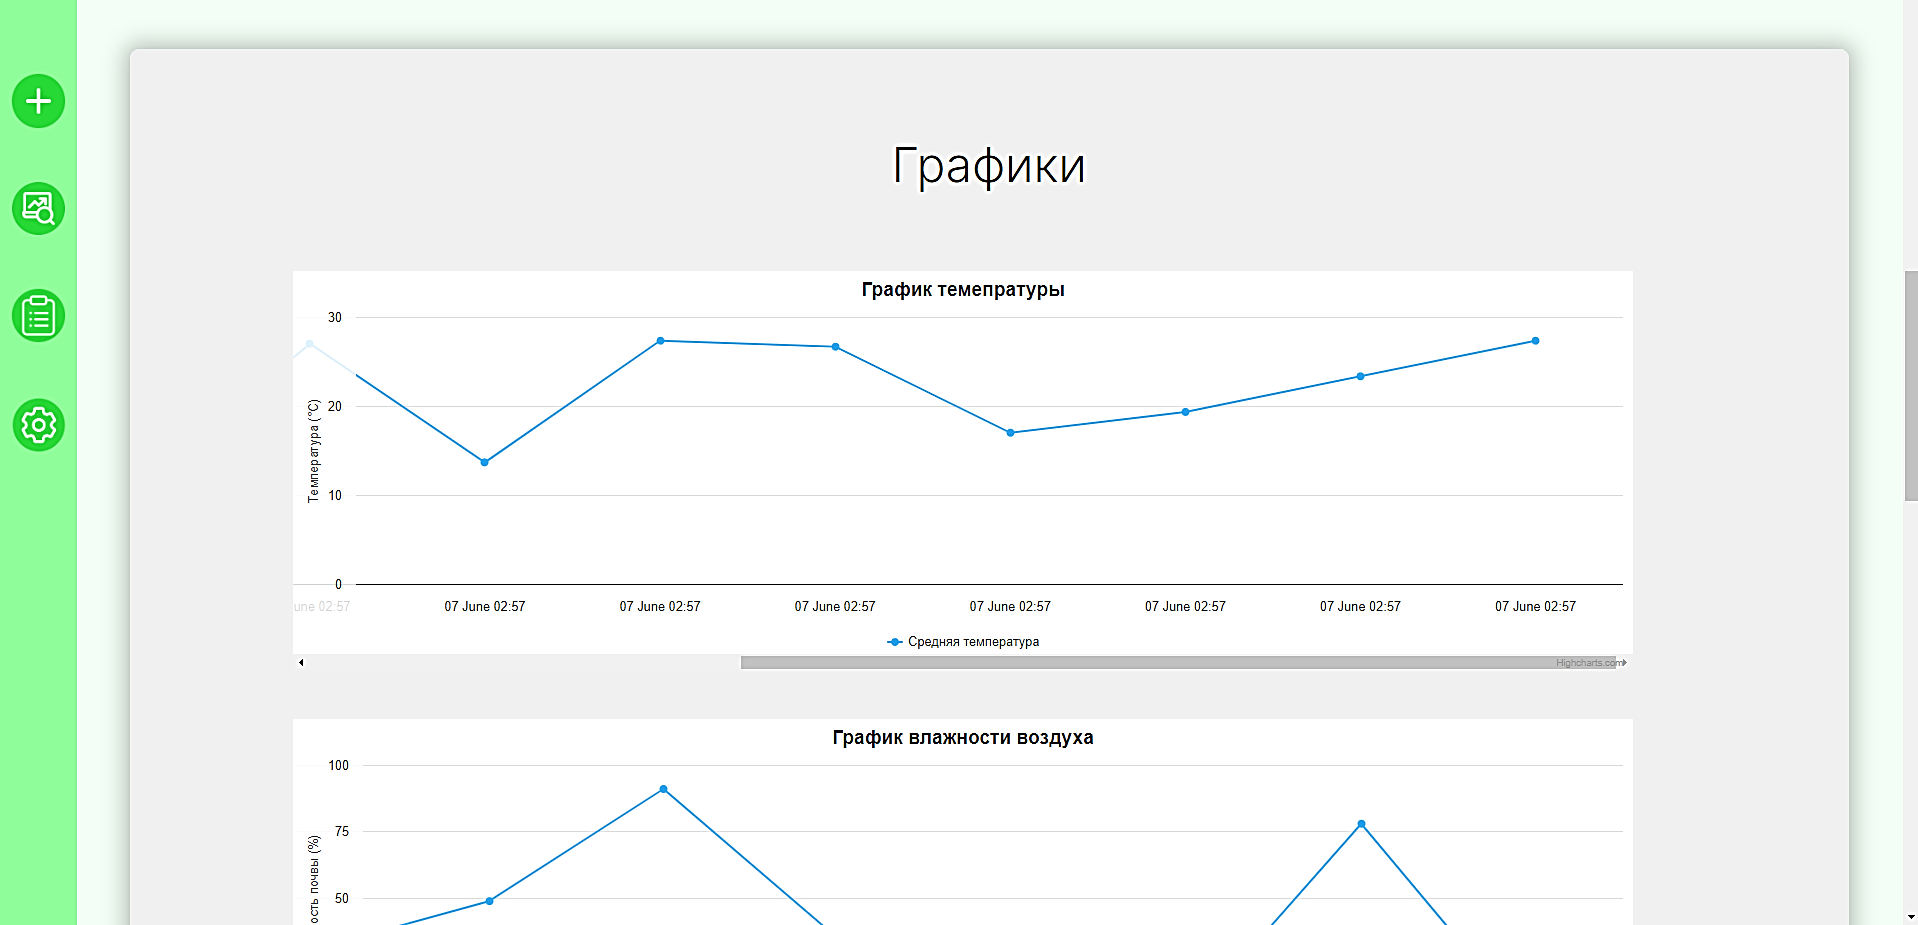 Графики
График темепратуры
30
20
10
0
Температура (°C)
une 02:57
07 June 02:57
07 June 02:57
07 June 02:57
07 June 02:57
07 June 02:57
07 June 02:57
07 June 02:57
Средняя температура
Highcharts.com
График влажности воздуха
100
75
50
ость почвы (%)